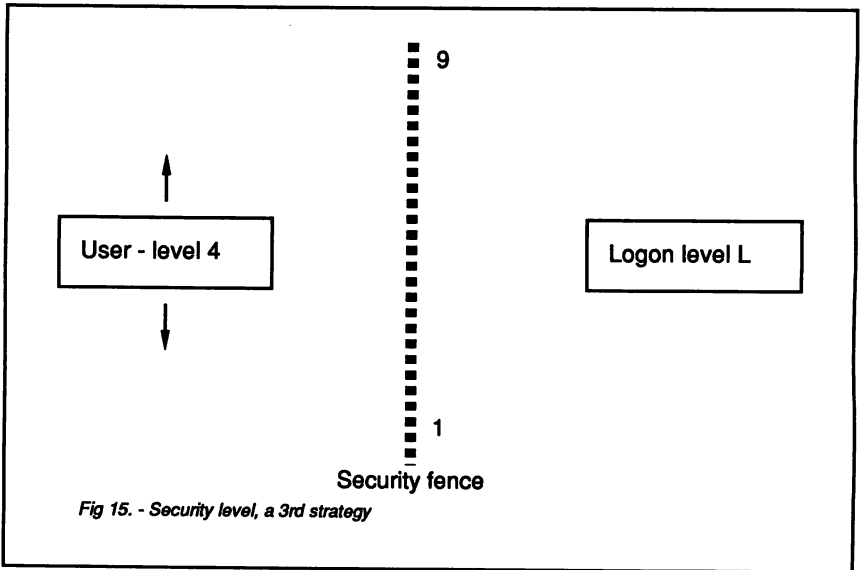 9
User - level 4
Logon level L
1
Security fence
Fig 15. - Security level, a 3rd strategy